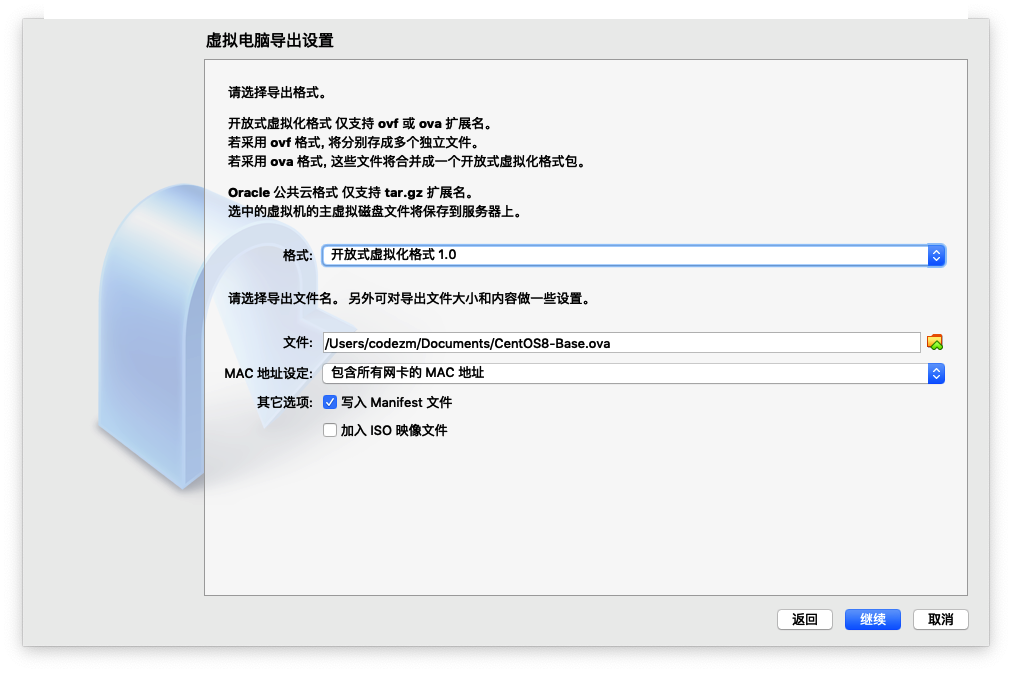 虚拟电脑导出设置
请选择导出格式。
开放式虚拟化格式 仅支持 ovf 或 ova 扩展名。
若采用 ovf 格式, 将分别存成多个独立文件。
若采用 ova 格式, 这些文件将合并成一个开放式虚拟化格式包。
Oracle 公共云格式 仅支持 tar.gz 扩展名。
选中的虚拟机的主虚拟磁盘文件将保存到服务器上。
格式: 开放式虚拟化格式 1.0
请选择导出文件名。 另外可对导出文件大小和内容做一些设置。
文件: /Users/codezm/Documents/CentOS8-Base.ova
MAC 地址设定: 包含所有网卡的 MAC 地址
其它选项: 写入 Manifest 文件
加入 ISO 映像文件
返回 继续 取消